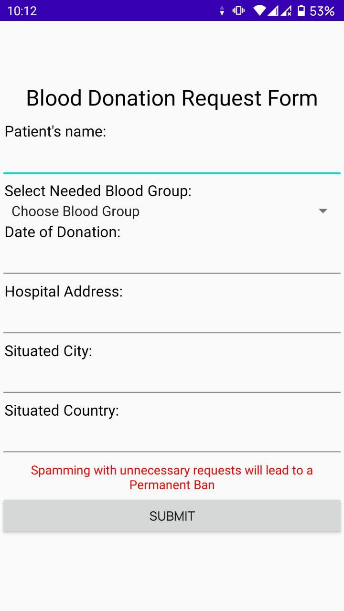 10:12
53%
Blood Donation Request Form
Patient's name:
Select Needed Blood Group:
Choose Blood Group
Date of Donation:
Hospital Address:
Situated City:
Situated Country:
Spamming with unnecessary requests will lead to a
Permanent Ban
SUBMIT